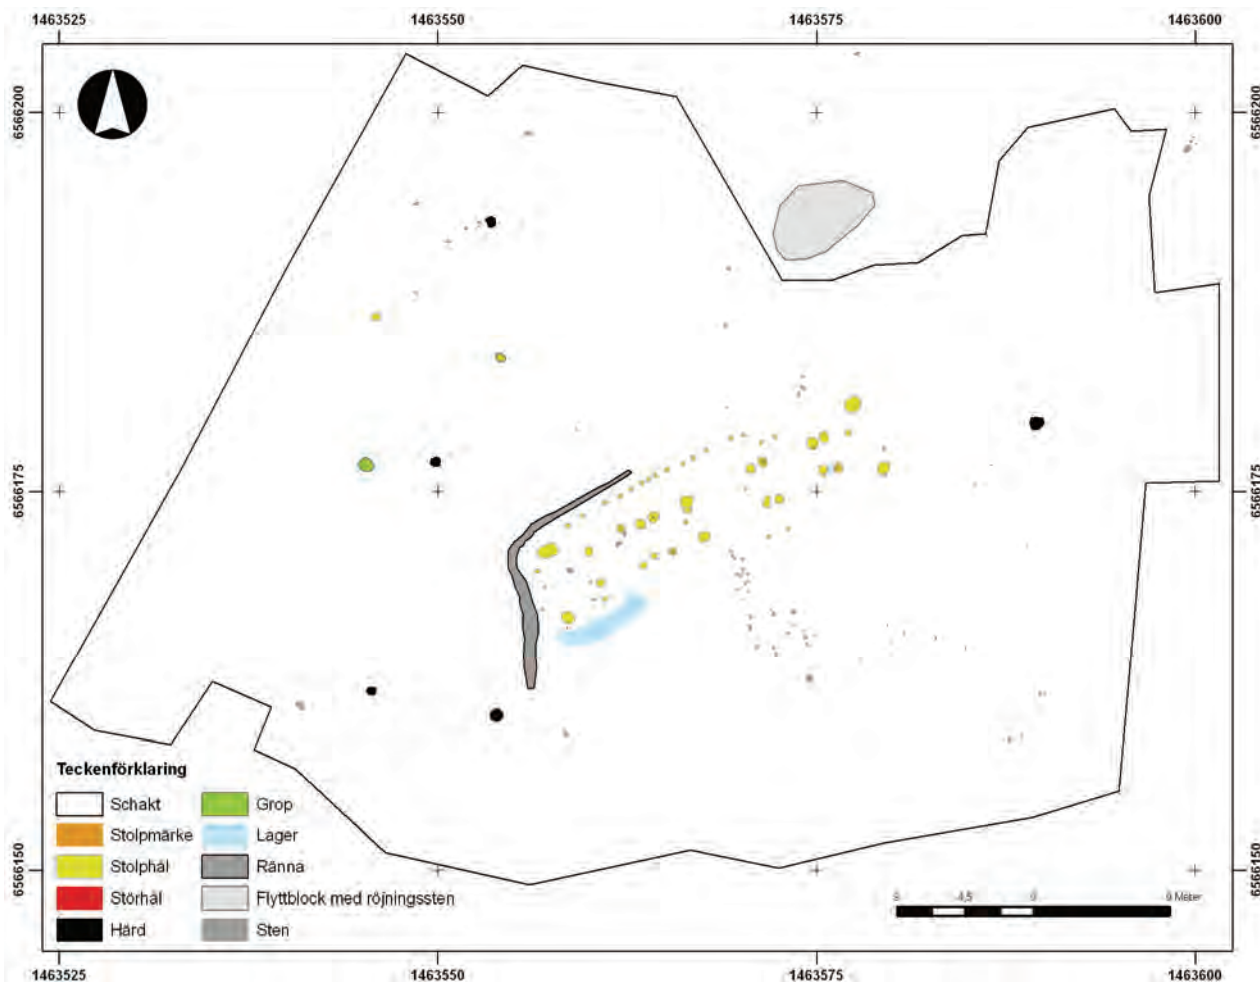 1463525 1463550 1463575 1463600
6566200 6566200
6566175 6566175
Teckenförklaring
Schakt
Stolpmärke
Stolphål
Störhål
Härd
Grop
Lager
Ränna
Flyttblock med röjningssten
Sten
6566150 6566150
9 4,5 0 9 Meter
1463525 1463550 1463575 1463600